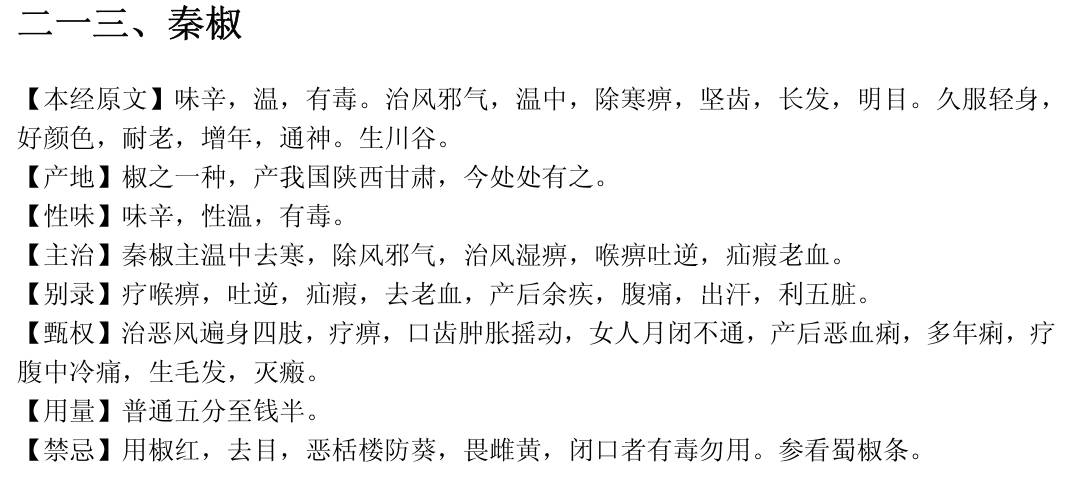 二一三、秦椒
【本经原文】味辛，温，有毒。治风邪气，温中，除寒痹，坚齿，长发，明目。久服轻身，
好颜色，耐老，增年，通神。生川谷。
【产地】椒之一种，产我国陕西甘肃，今处处有之。
【性味】味辛，性温，有毒。
【主治】秦椒主温中去寒，除风邪气，治风湿痹，喉痹吐逆，疝瘕老血。
【别录】疗喉痹，吐逆，疝瘕，去老血，产后余疾，腹痛，出汗，利五脏。
【甄权】治恶风遍身四肢，疗痹，口齿肿胀摇动，女人月闭不通，产后恶血痢，多年痢，疗
腹中冷痛，生毛发，灭瘢。
【用量】普通五分至钱半。
【禁忌】用椒红，去目，恶栝楼防葵，畏雌黄，闭口者有毒勿用。参看蜀椒条。